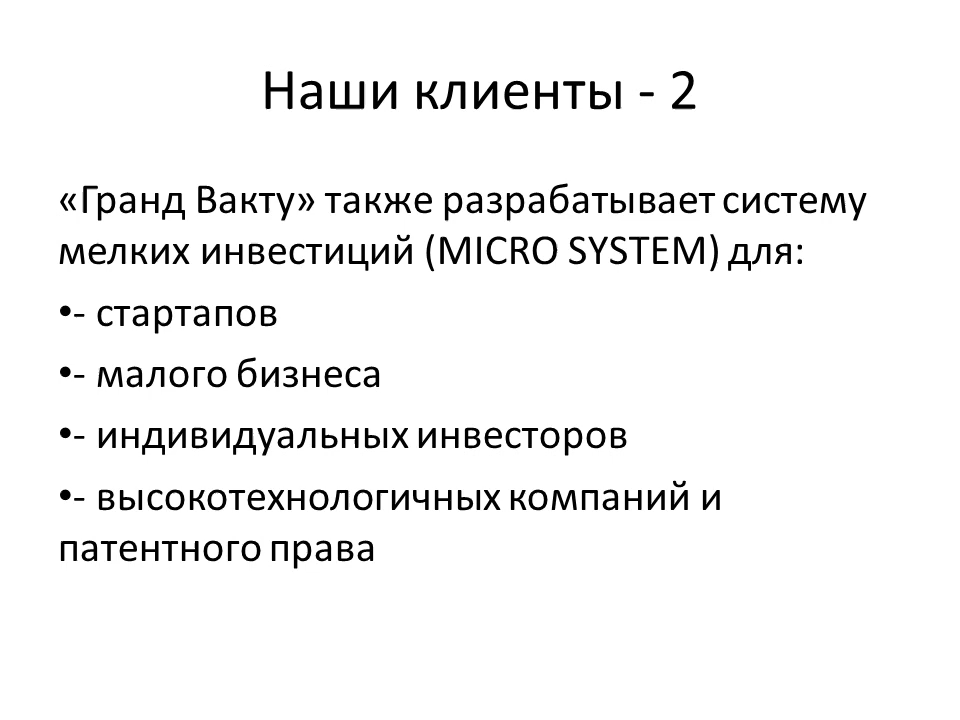 Наши клиенты - 2
«Гранд Вакту» также разрабатывает систему
мелких инвестиций (MICRO SYSTEM) для:
•- стартапов
•- малого бизнеса
•- индивидуальных инвесторов
•- высокотехнологичных компаний и
патентного права